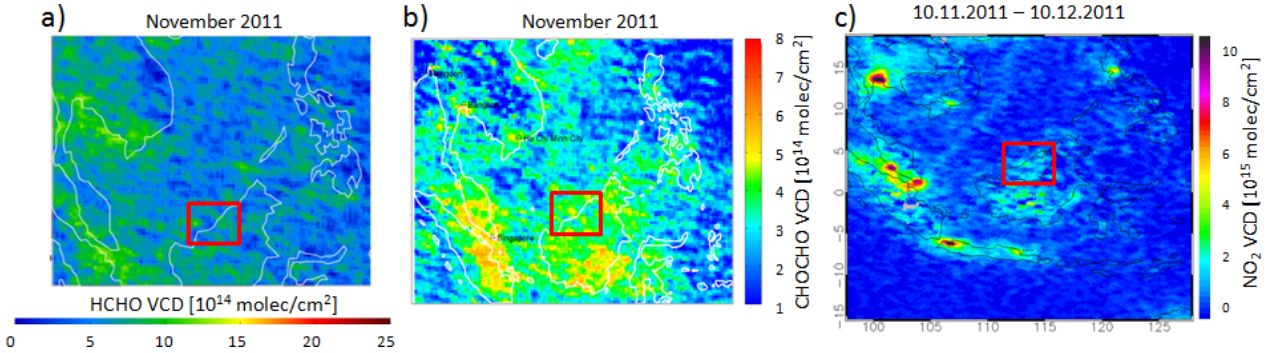 a)
November 2011
HCHO VCD [10¹⁴ molec/cm²]
0 5 10 15 20 25
b)
November 2011
Bangkok
Ho Chi Minh City
Singapore
8
7
6
5
4
3
2
1
CHOCHO VCD [10¹⁴ molec/cm²]
c)
10.11.2011 – 10.12.2011
15
10
5
0
−5
−10
−15
100 105 110 115 120 125
10
8
6
4
2
0
NO₂ VCD [10¹⁵ molec/cm²]